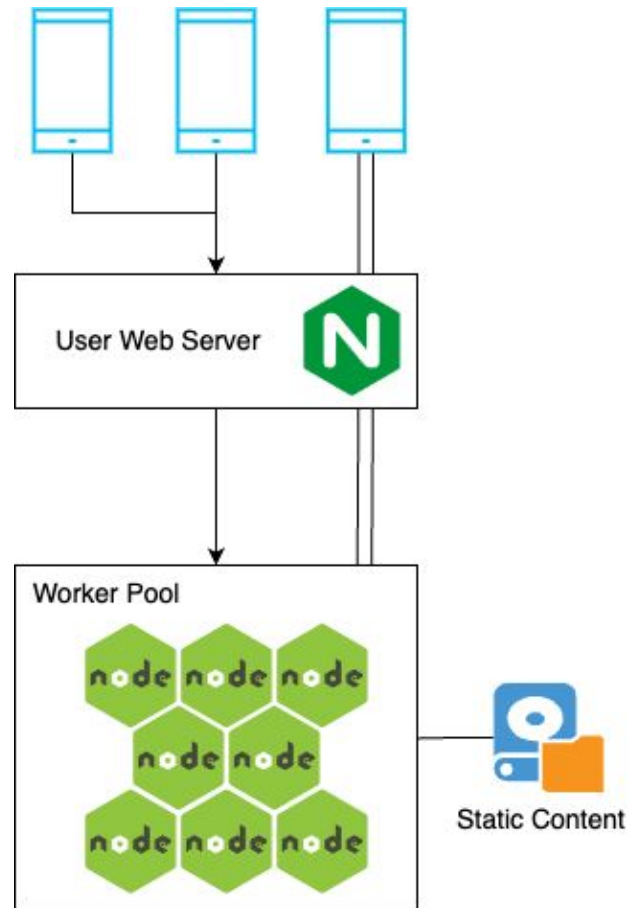 N
User Web Server
Worker Pool
node node node
node node
node node node
Static Content